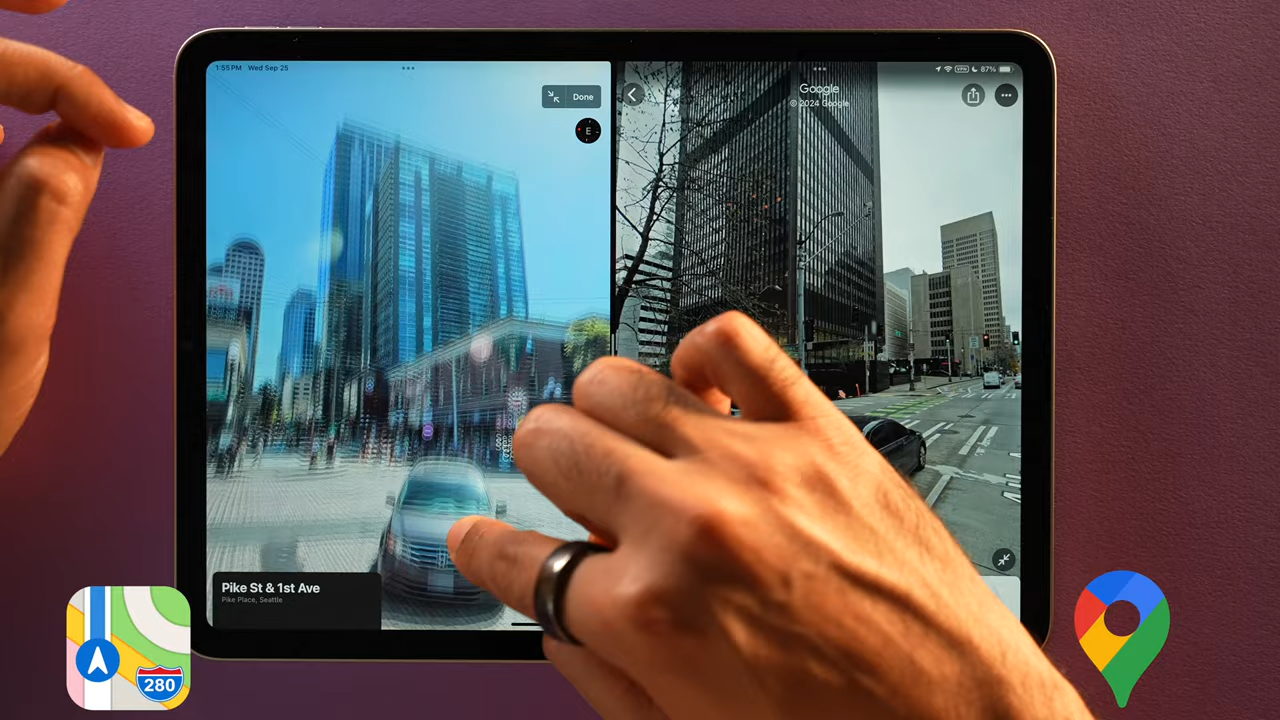 1:55 PM Wed Sep 25
Done
E
Pike St & 1st Ave
Pike Place, Seattle
Google
© 2024 Google
VPN 87%
280